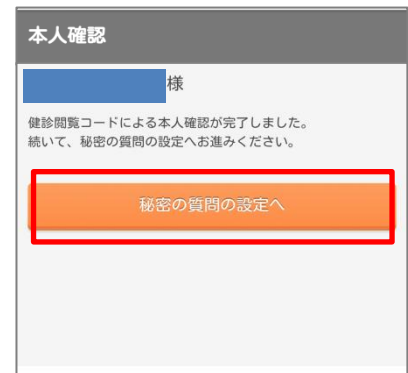 本人確認
様
健診閲覧コードによる本人確認が完了しました。
続いて、秘密の質問の設定へお進みください。
秘密の質問の設定へ